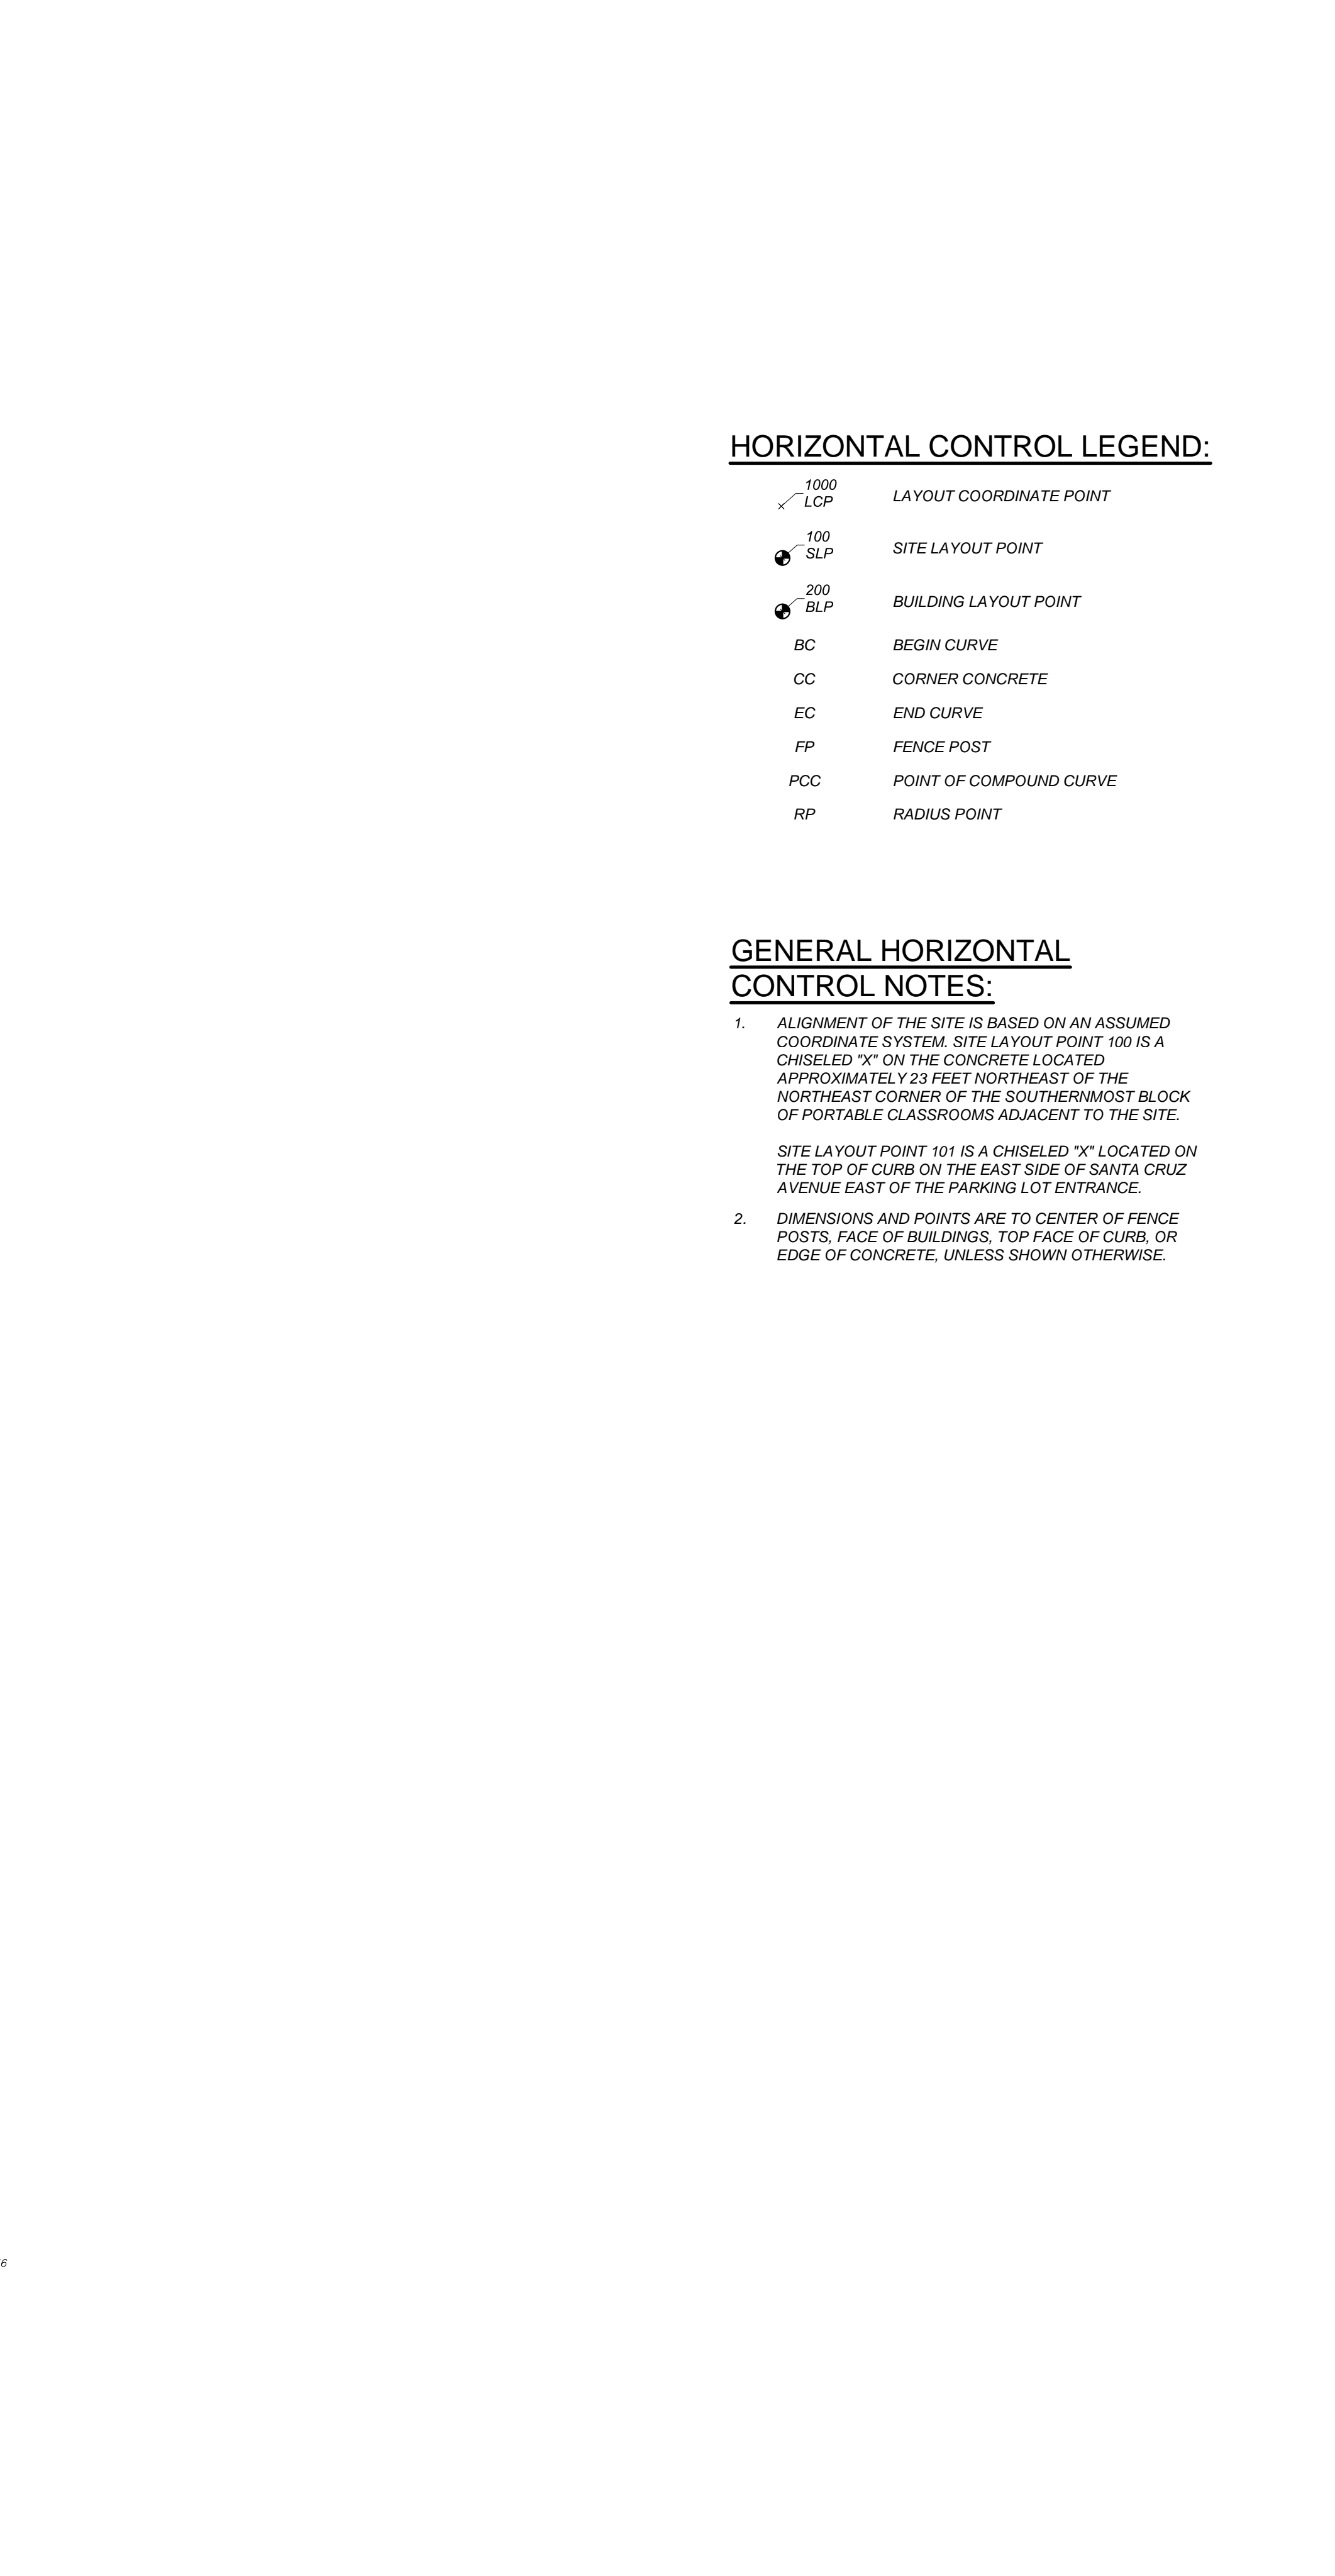 HORIZONTAL CONTROL LEGEND:
1000
LCP
LAYOUT COORDINATE POINT
100
SLP
SITE LAYOUT POINT
200
BLP
BUILDING LAYOUT POINT
BC BEGIN CURVE
CC CORNER CONCRETE
EC END CURVE
FP FENCE POST
PCC POINT OF COMPOUND CURVE
RP RADIUS POINT
GENERAL HORIZONTAL
CONTROL NOTES:
1. ALIGNMENT OF THE SITE IS BASED ON AN ASSUMED
COORDINATE SYSTEM. SITE LAYOUT POINT 100 IS A
CHISELED "X" ON THE CONCRETE LOCATED
APPROXIMATELY 23 FEET NORTHEAST OF THE
NORTHEAST CORNER OF THE SOUTHERNMOST BLOCK
OF PORTABLE CLASSROOMS ADJACENT TO THE SITE.
SITE LAYOUT POINT 101 IS A CHISELED "X" LOCATED ON
THE TOP OF CURB ON THE EAST SIDE OF SANTA CRUZ
AVENUE EAST OF THE PARKING LOT ENTRANCE.
2. DIMENSIONS AND POINTS ARE TO CENTER OF FENCE
POSTS, FACE OF BUILDINGS, TOP FACE OF CURB, OR
EDGE OF CONCRETE, UNLESS SHOWN OTHERWISE.
6